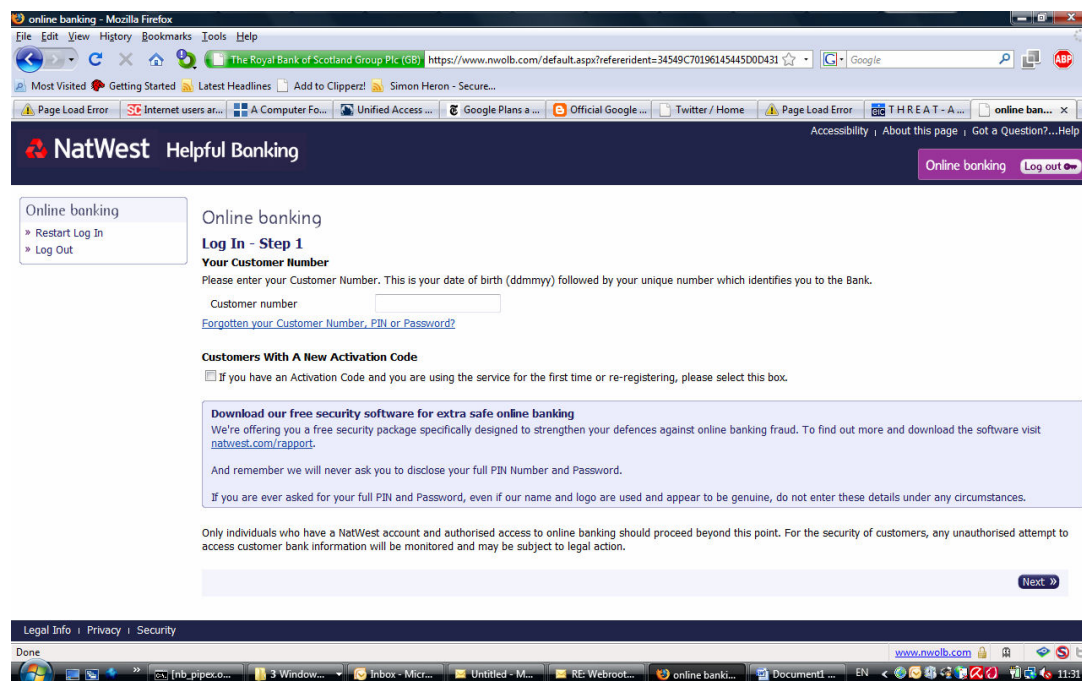 online banking - Mozilla Firefox
File Edit View History Bookmarks Tools Help
The Royal Bank of Scotland Group Plc (GB) https://www.nwolb.com/default.aspx?refererident=34549C70196145445D0D431 Google
Most Visited Getting Started Latest Headlines Add to Clipperz! Simon Heron - Secure...
Page Load Error Internet users ar... A Computer Fo... Unified Access ... Google Plans a ... Official Google ... Twitter / Home Page Load Error T H R E A T - A ... online ban...
Accessibility | About this page | Got a Question?...Help
NatWest Helpful Banking
Online banking Log out
Online banking
» Restart Log In
» Log Out
Online banking
Log In - Step 1
Your Customer Number
Please enter your Customer Number. This is your date of birth (ddmmyy) followed by your unique number which identifies you to the Bank.
Customer number
Forgotten your Customer Number, PIN or Password?
Customers With A New Activation Code
If you have an Activation Code and you are using the service for the first time or re-registering, please select this box.
Download our free security software for extra safe online banking
We're offering you a free security package specifically designed to strengthen your defences against online banking fraud. To find out more and download the software visit
natwest.com/rapport.
And remember we will never ask you to disclose your full PIN Number and Password.
If you are ever asked for your full PIN and Password, even if our name and logo are used and appear to be genuine, do not enter these details under any circumstances.
Only individuals who have a NatWest account and authorised access to online banking should proceed beyond this point. For the security of customers, any unauthorised attempt to
access customer bank information will be monitored and may be subject to legal action.
Next »
Legal Info | Privacy | Security
Done www.nwolb.com
[nb_pipex.o... 3 Window... Inbox - Micr... Untitled - M... RE: Webroot... online banki... Document1 ... EN 11:31